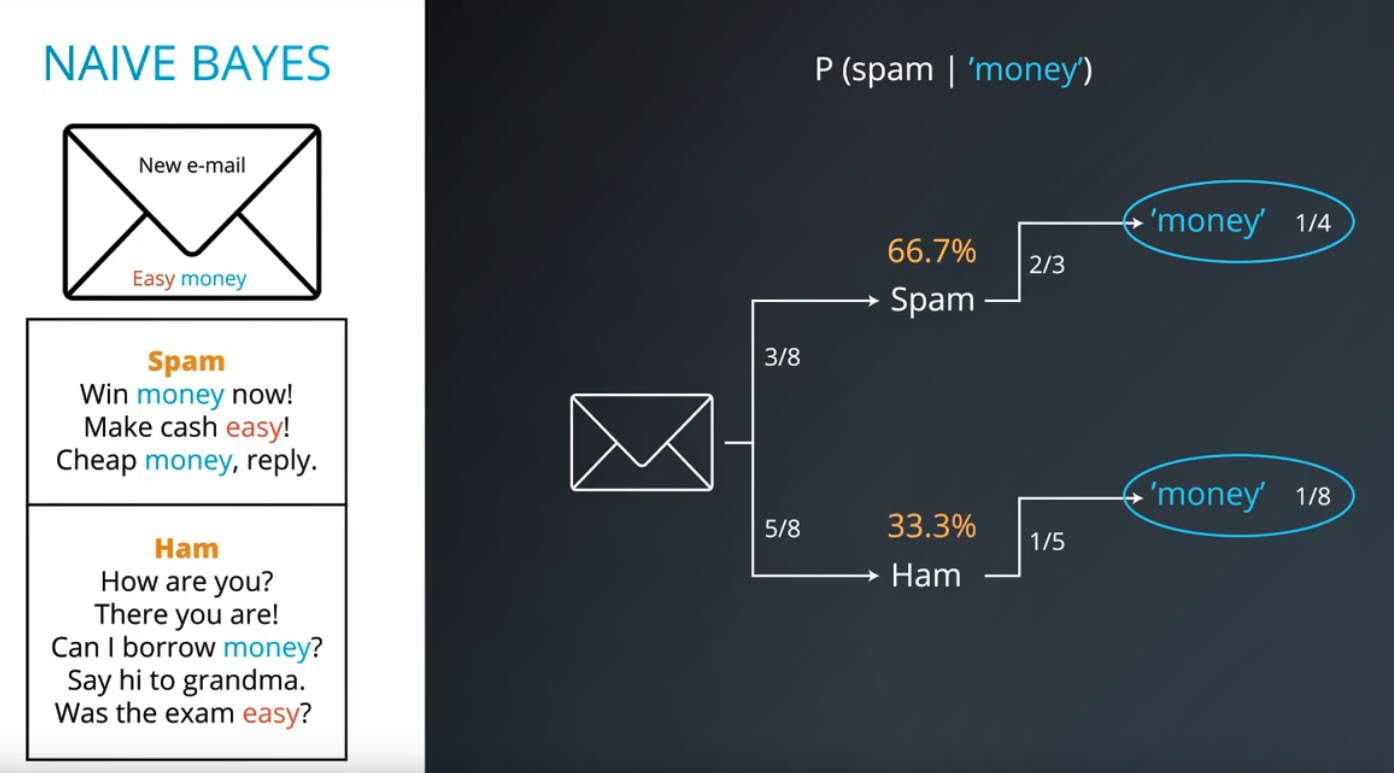 NAIVE BAYES
New e-mail
Easy money
Spam
Win money now!
Make cash easy!
Cheap money, reply.
Ham
How are you?
There you are!
Can I borrow money?
Say hi to grandma.
Was the exam easy?
P (spam | ’money’)
’money’ 1/4
66.7%
2/3
Spam
3/8
’money’ 1/8
33.3%
5/8
1/5
Ham